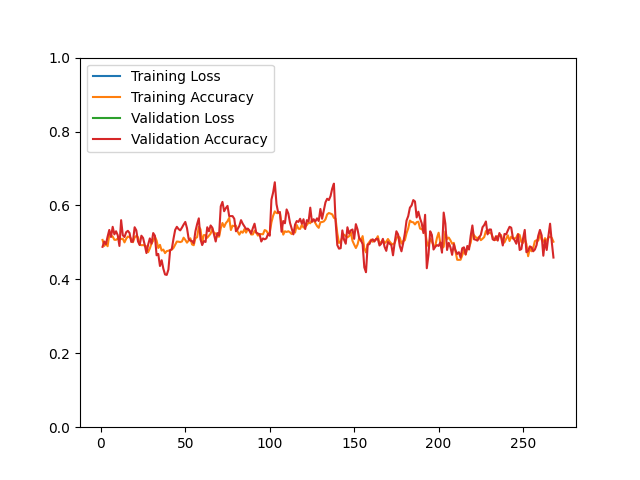 1.0
0.8
0.6
0.4
0.2
0.0
Training Loss
Training Accuracy
Validation Loss
Validation Accuracy
0 50 100 150 200 250